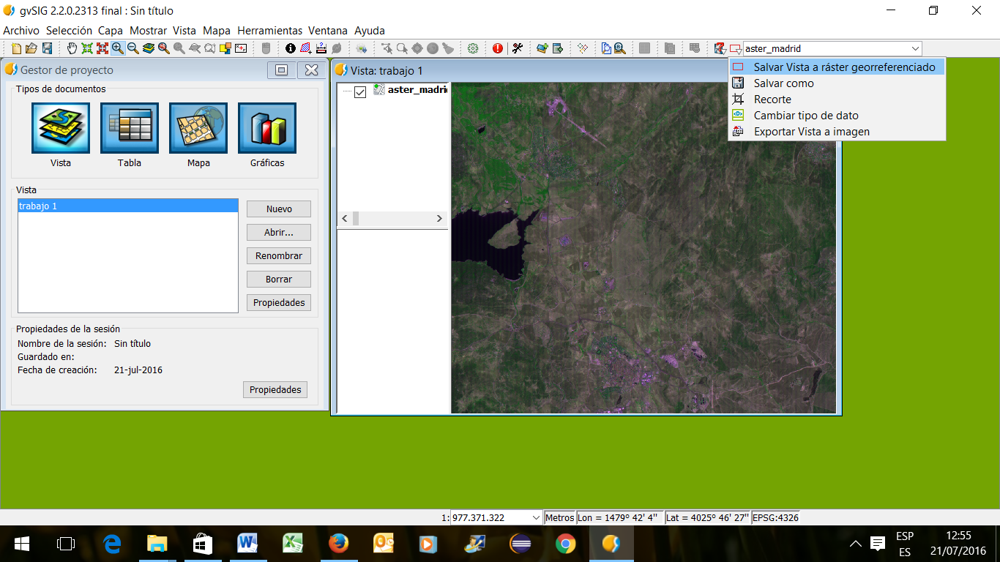 gvSIG 2.2.0.2313 final : Sin título
Archivo Selección Capa Mostrar Vista Mapa Herramientas Ventana Ayuda
aster_madrid
Salvar Vista a ráster georreferenciado
Salvar como
Recorte
Cambiar tipo de dato
Exportar Vista a imagen
Gestor de proyecto
Tipos de documentos
Vista Tabla Mapa Gráficas
Vista
trabajo 1
Nuevo
Abrir...
Renombrar
Borrar
Propiedades
Propiedades de la sesión
Nombre de la sesión: Sin título
Guardado en:
Fecha de creación: 21-jul-2016
Propiedades
Vista: trabajo 1
aster_madri
1: 977.371.322 Metros Lon = 1479° 42' 4'' Lat = 4025° 46' 27'' EPSG:4326
ESP
ES
12:55
21/07/2016